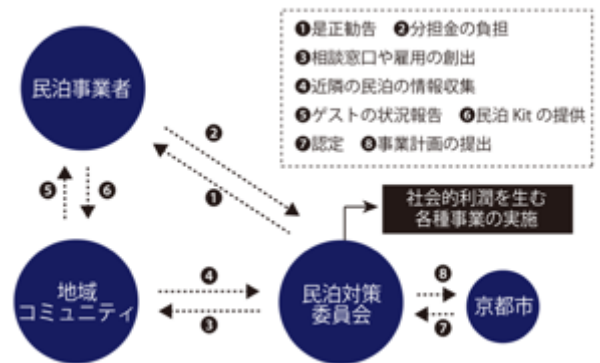 ❶是正勧告 ❷分担金の負担
❸相談窓口や雇用の創出
❹近隣の民泊の情報収集
❺ゲストの状況報告 ❻民泊 Kit の提供
❼認定 ❽事業計画の提出
民泊事業者
❷
❶
❺
❻
社会的利潤を生む
各種事業の実施
地域
コミュニティ
❹
❸
民泊対策
委員会
❽
❼
京都市